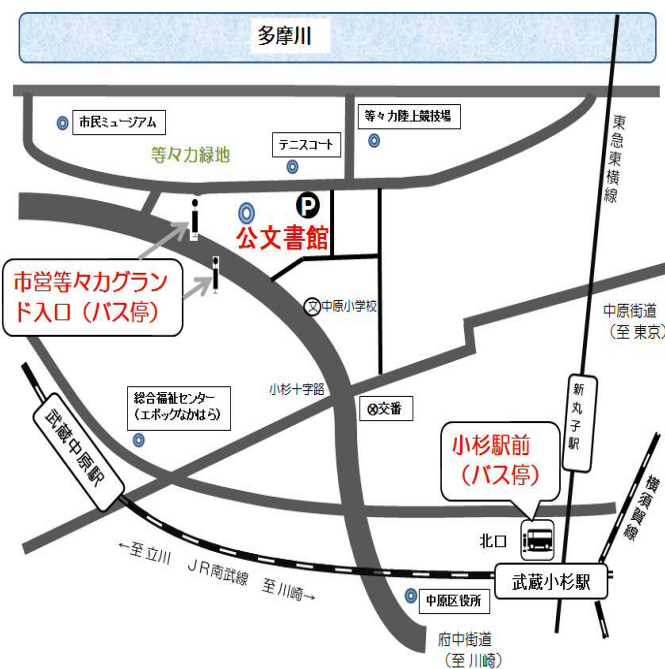 多摩川
市民ミュージアム
等々力陸上競技場
テニスコート
等々力緑地
東急東横線
P
公文書館
市営等々力グラン
ド入口（バス停）
文中原小学校
中原街道
（至 東京）
小杉十字路
総合福祉センター
（エポックなかはら）
交番
新丸子駅
武蔵中原駅
小杉駅前
（バス停）
横須賀線
北口
←至 立川　ＪＲ南武線　至 川崎→
武蔵小杉駅
中原区役所
府中街道
（至 川崎）